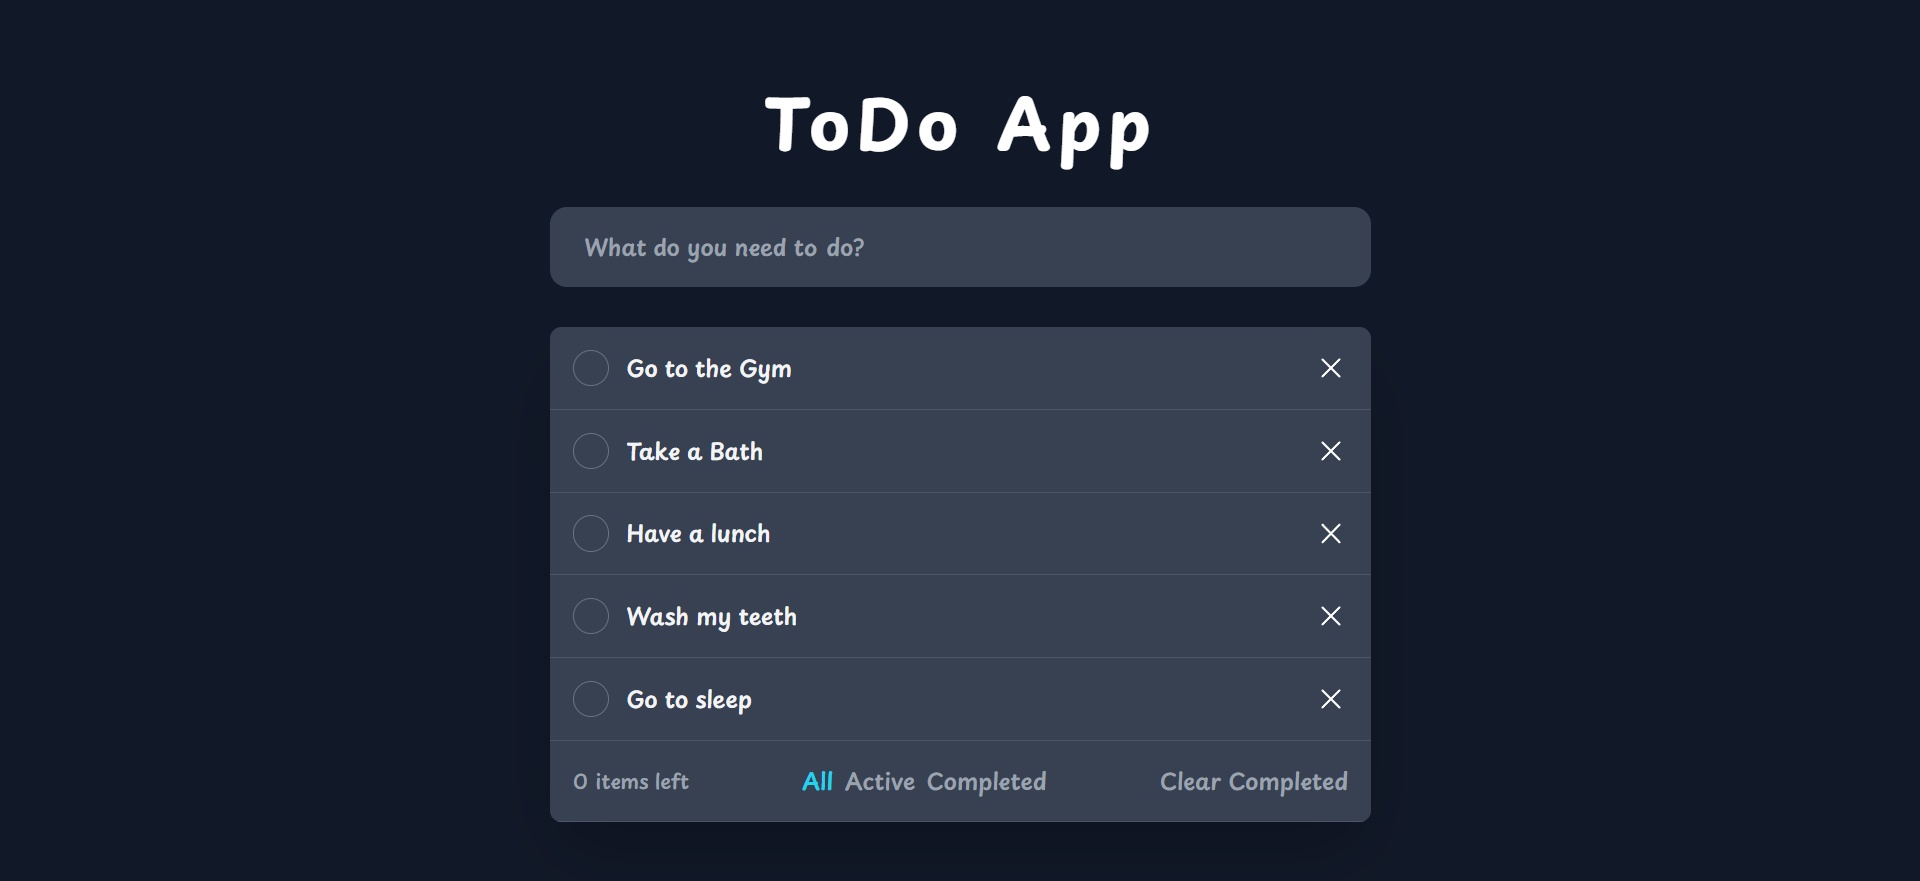 ToDo App
What do you need to do?
Go to the Gym
Take a Bath
Have a lunch
Wash my teeth
Go to sleep
0 items left All Active Completed Clear Completed